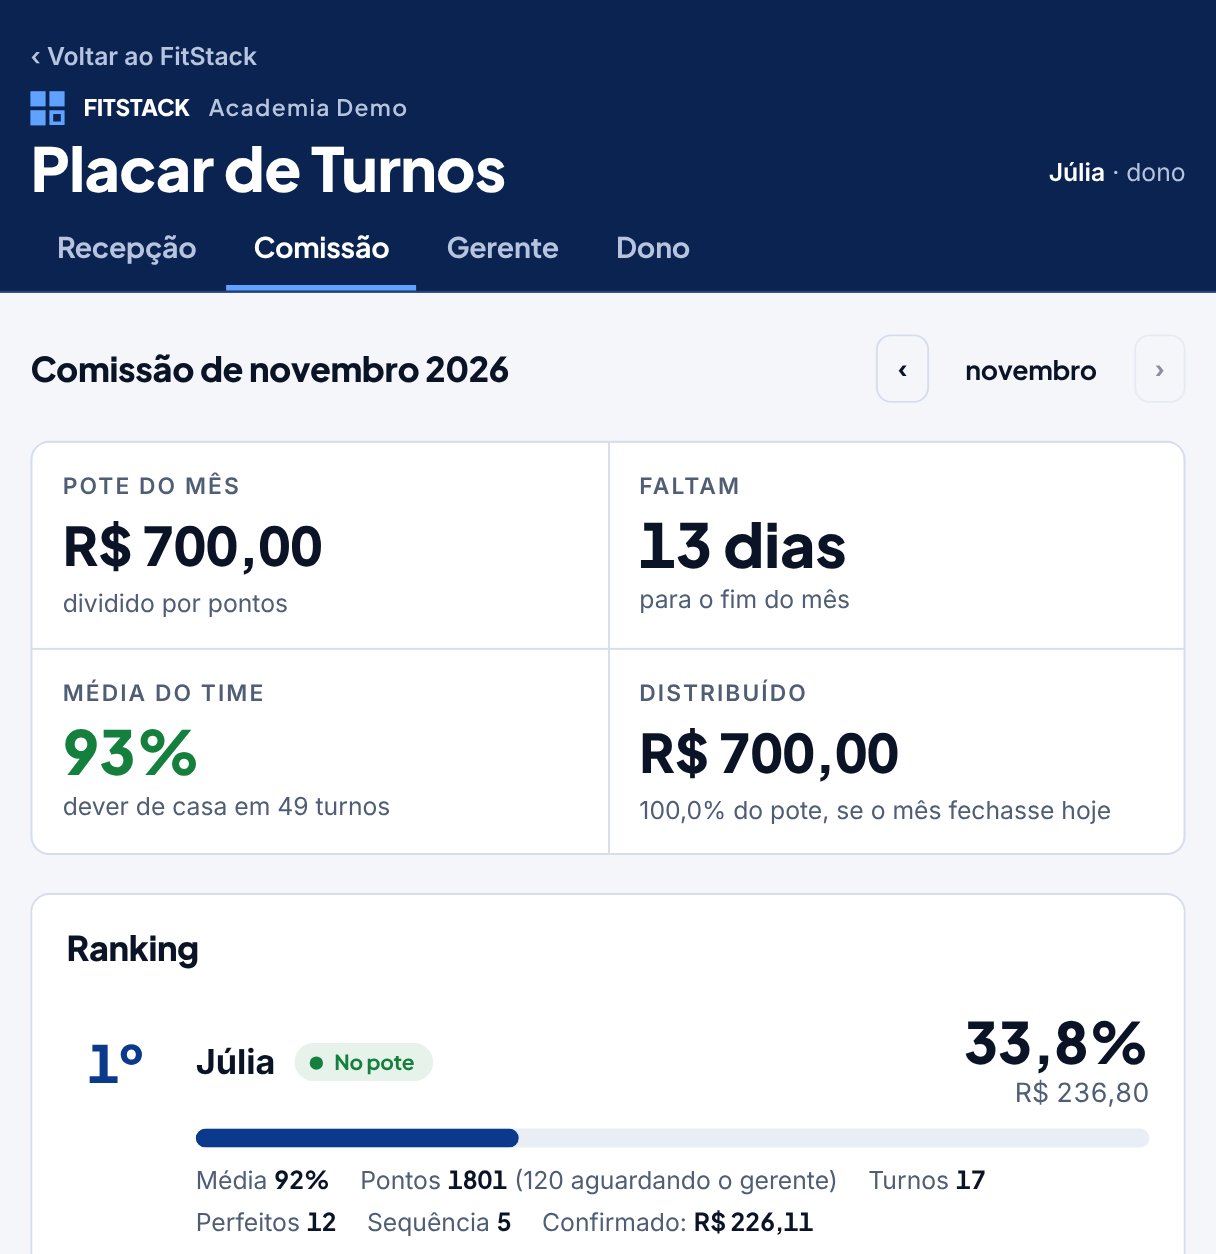 ‹ Voltar ao FitStack
FITSTACK Academia Demo
Placar de Turnos
Júlia · dono
Recepção Comissão Gerente Dono
Comissão de novembro 2026
‹ novembro ›
POTE DO MÊS
R$ 700,00
dividido por pontos
FALTAM
13 dias
para o fim do mês
MÉDIA DO TIME
93%
dever de casa em 49 turnos
DISTRIBUÍDO
R$ 700,00
100,0% do pote, se o mês fechasse hoje
Ranking
1º Júlia No pote
33,8%
R$ 236,80
Média 92% Pontos 1801 (120 aguardando o gerente) Turnos 17
Perfeitos 12 Sequência 5 Confirmado: R$ 226,11